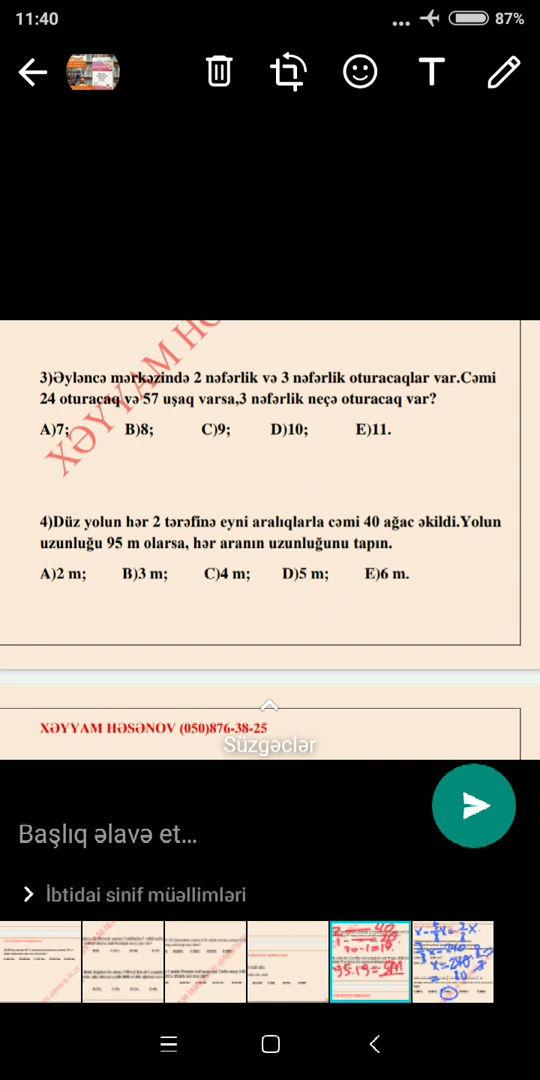 11:40
87%
T
3)Əyləncə mərkəzində 2 nəfərlik və 3 nəfərlik oturacaqlar var.Cəmi
24 oturacaq və 57 uşaq varsa,3 nəfərlik neçə oturacaq var?
A)7; B)8; C)9; D)10; E)11.
XƏYYAM HƏ
4)Düz yolun hər 2 tərəfinə eyni aralıqlarla cəmi 40 ağac əkildi.Yolun
uzunluğu 95 m olarsa, hər aranın uzunluğunu tapın.
A)2 m; B)3 m; C)4 m; D)5 m; E)6 m.
XƏYYAM HƏSƏNOV (050)876-38-25
Süzgəclər
Başlıq əlavə et...
İbtidai sinif müəllimləri